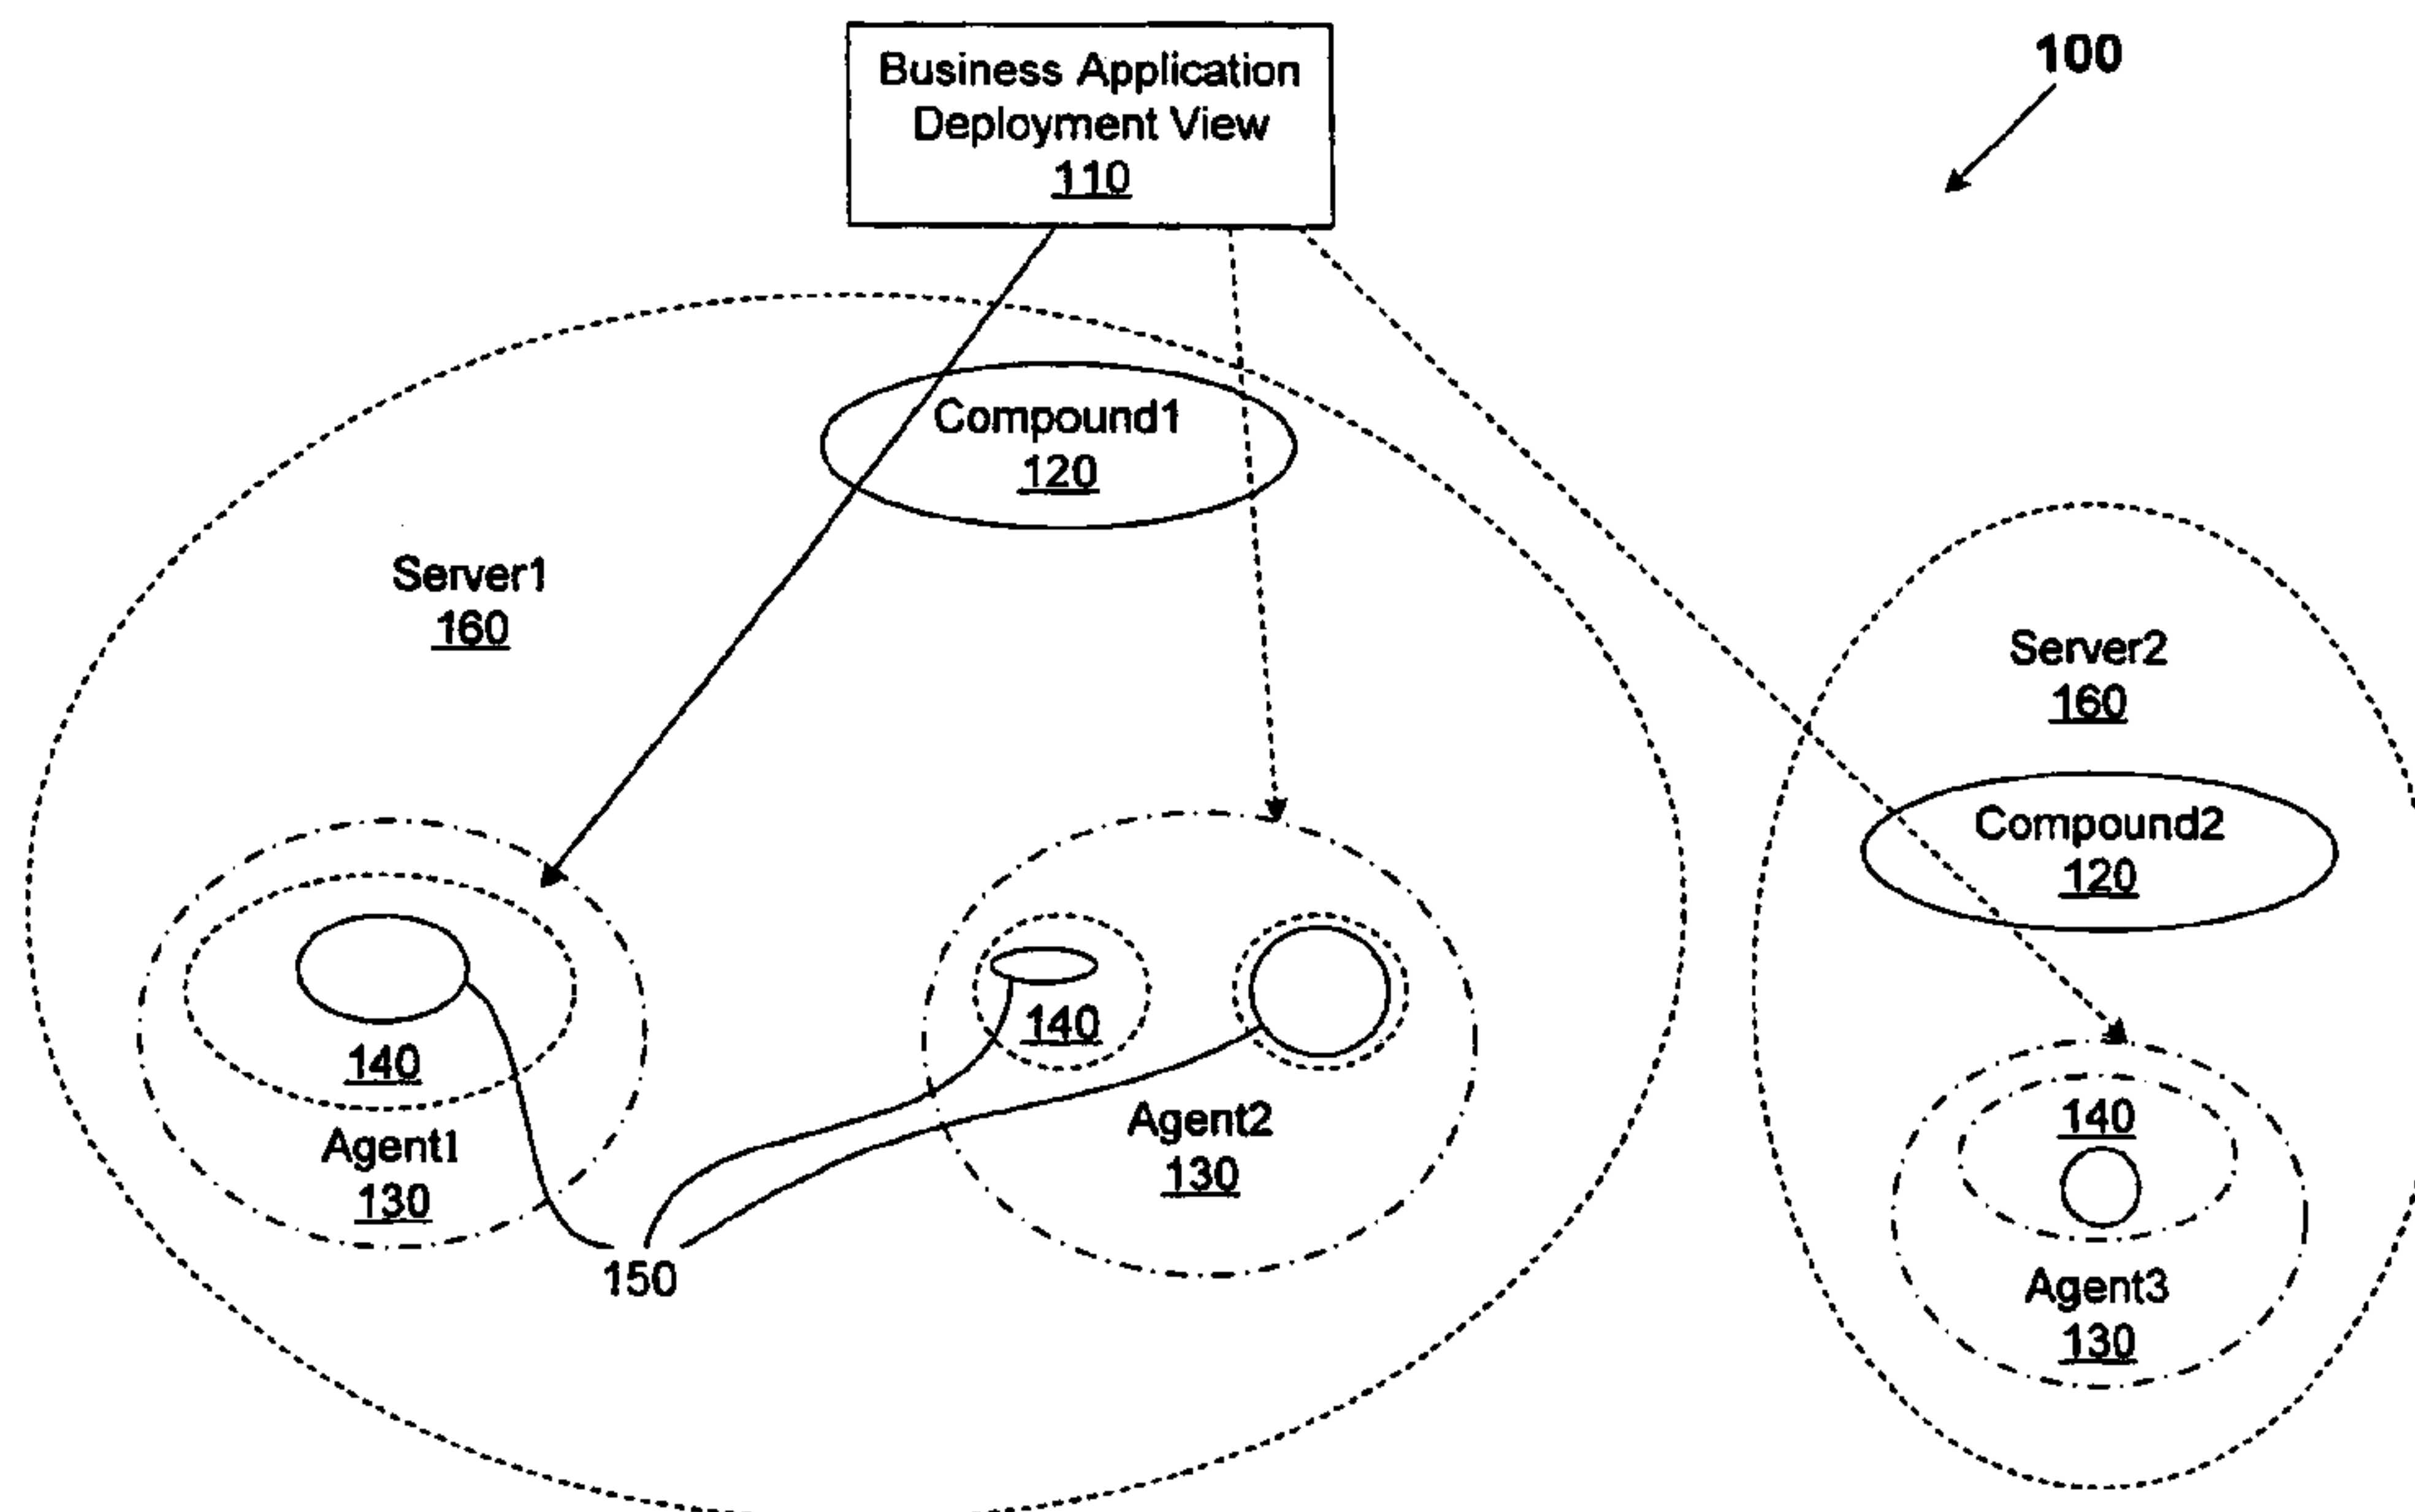 Business Application
Deployment View
110
100
Compound1
120
Server1
160
Server2
160
Compound2
120
140
Agent1
130
140
Agent2
130
150
140
Agent3
130